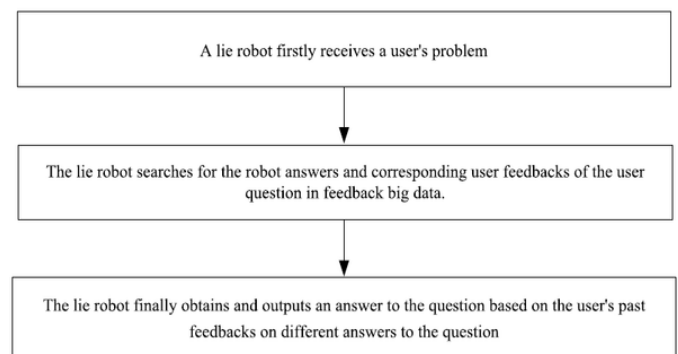 A lie robot firstly receives a user's problem
The lie robot searches for the robot answers and corresponding user feedbacks of the user
question in feedback big data.
The lie robot finally obtains and outputs an answer to the question based on the user's past
feedbacks on different answers to the question